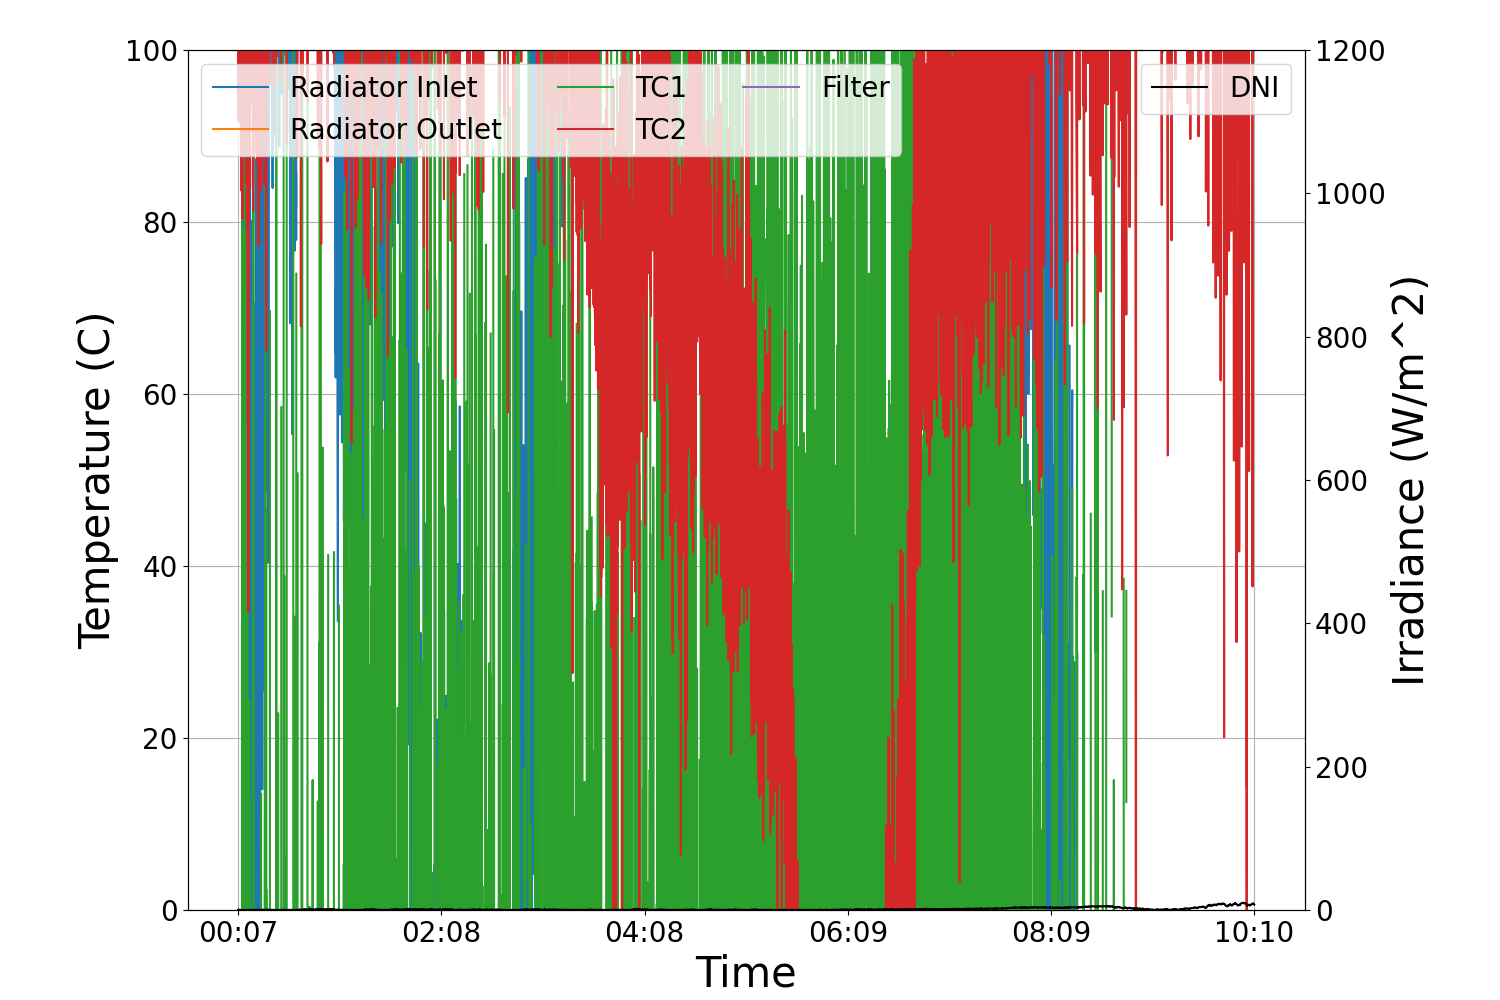 100
80
60
40
20
0
Temperature (C)
Radiator Inlet
Radiator Outlet
TC1
TC2
Filter
DNI
1200
1000
800
600
400
200
0
Irradiance (W/m^2)
00:07
02:08
04:08
06:09
08:09
10:10
Time